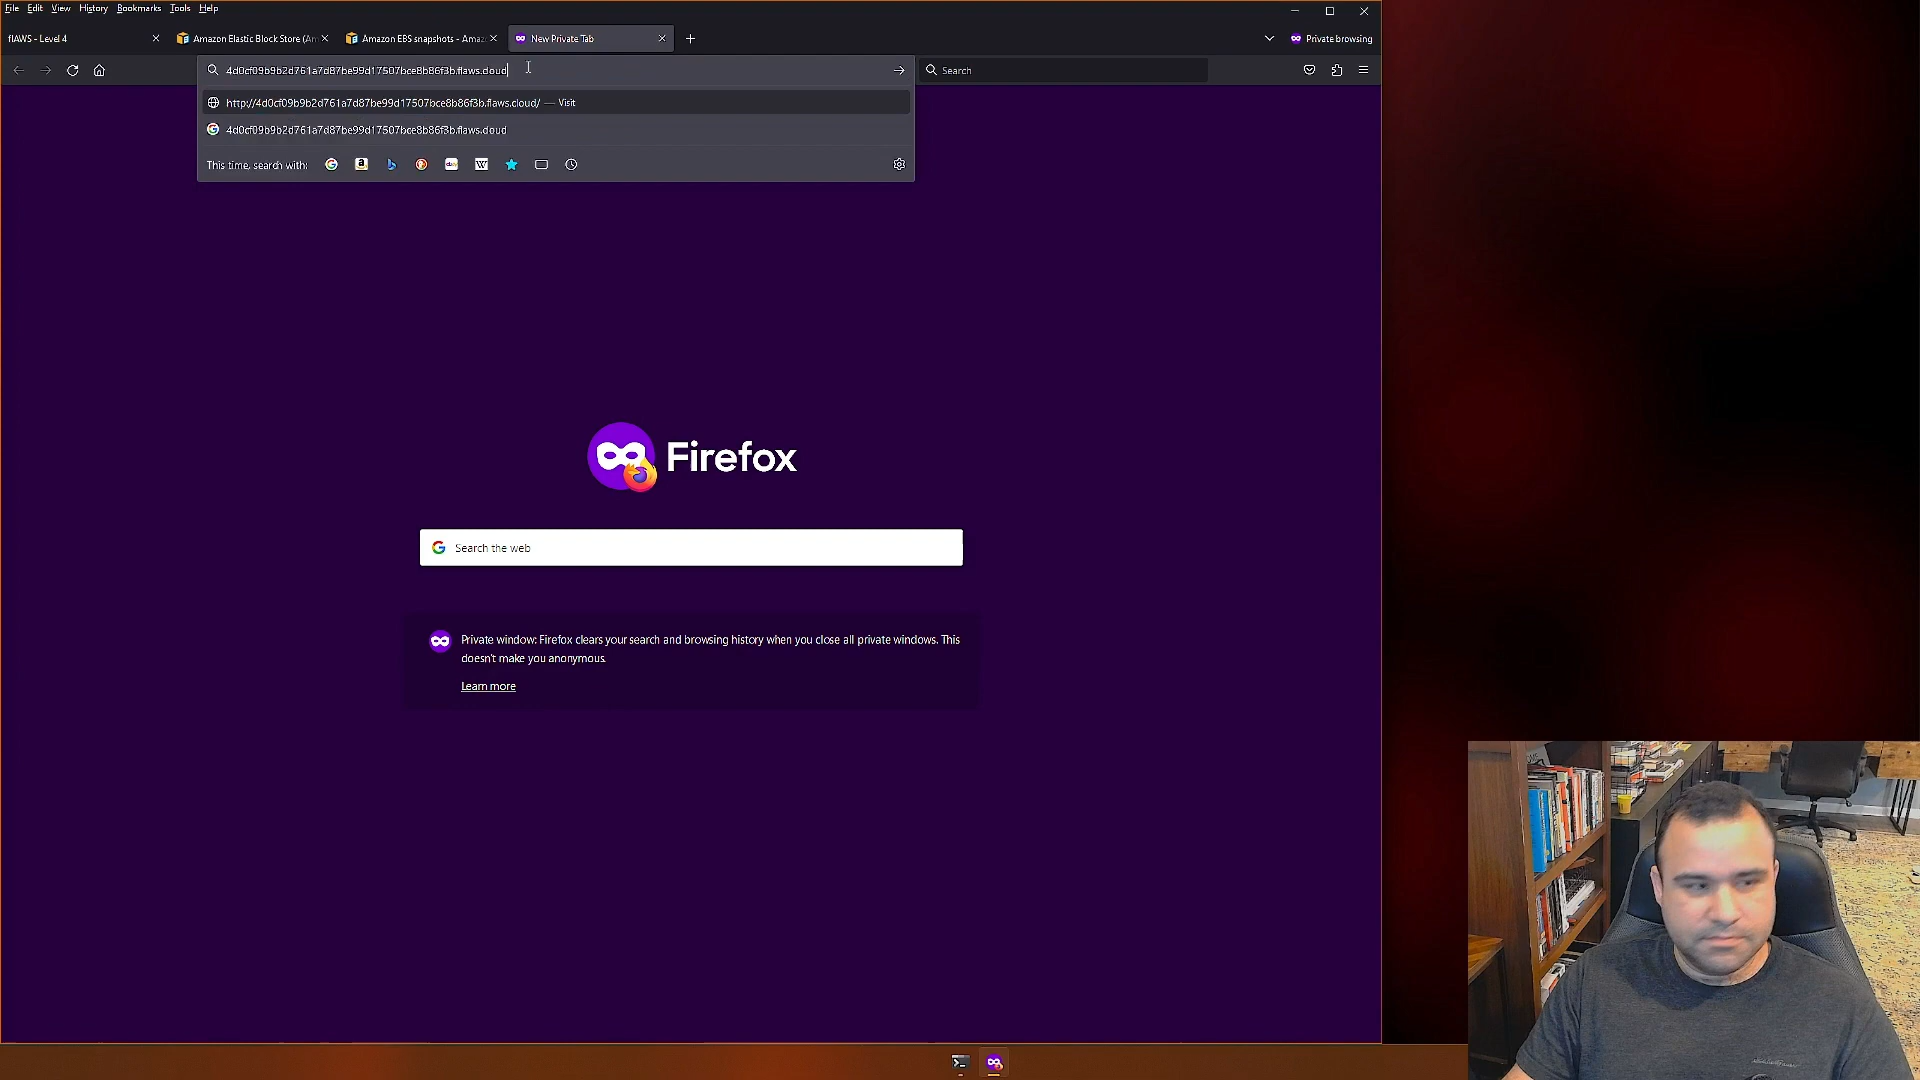 File Edit View History Bookmarks Tools Help
flAWS - Level 4
Amazon Elastic Block Store (Am
Amazon EBS snapshots - Amaz
New Private Tab
Private browsing
4d0cf09b9b2d761a7d87be99d17507bce8b86f3b.flaws.cloud
Search
http://4d0cf09b9b2d761a7d87be99d17507bce8b86f3b.flaws.cloud/ — Visit
4d0cf09b9b2d761a7d87be99d17507bce8b86f3b.flaws.cloud
This time, search with:
Firefox
Search the web
Private window: Firefox clears your search and browsing history when you close all private windows. This
doesn't make you anonymous.
Learn more